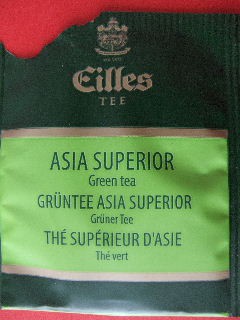 Eilles
TEE
ASIA SUPERIOR
Green tea
GRÜNTEE ASIA SUPERIOR
Grüner Tee
THÉ SUPÉRIEUR D'ASIE
Thé vert